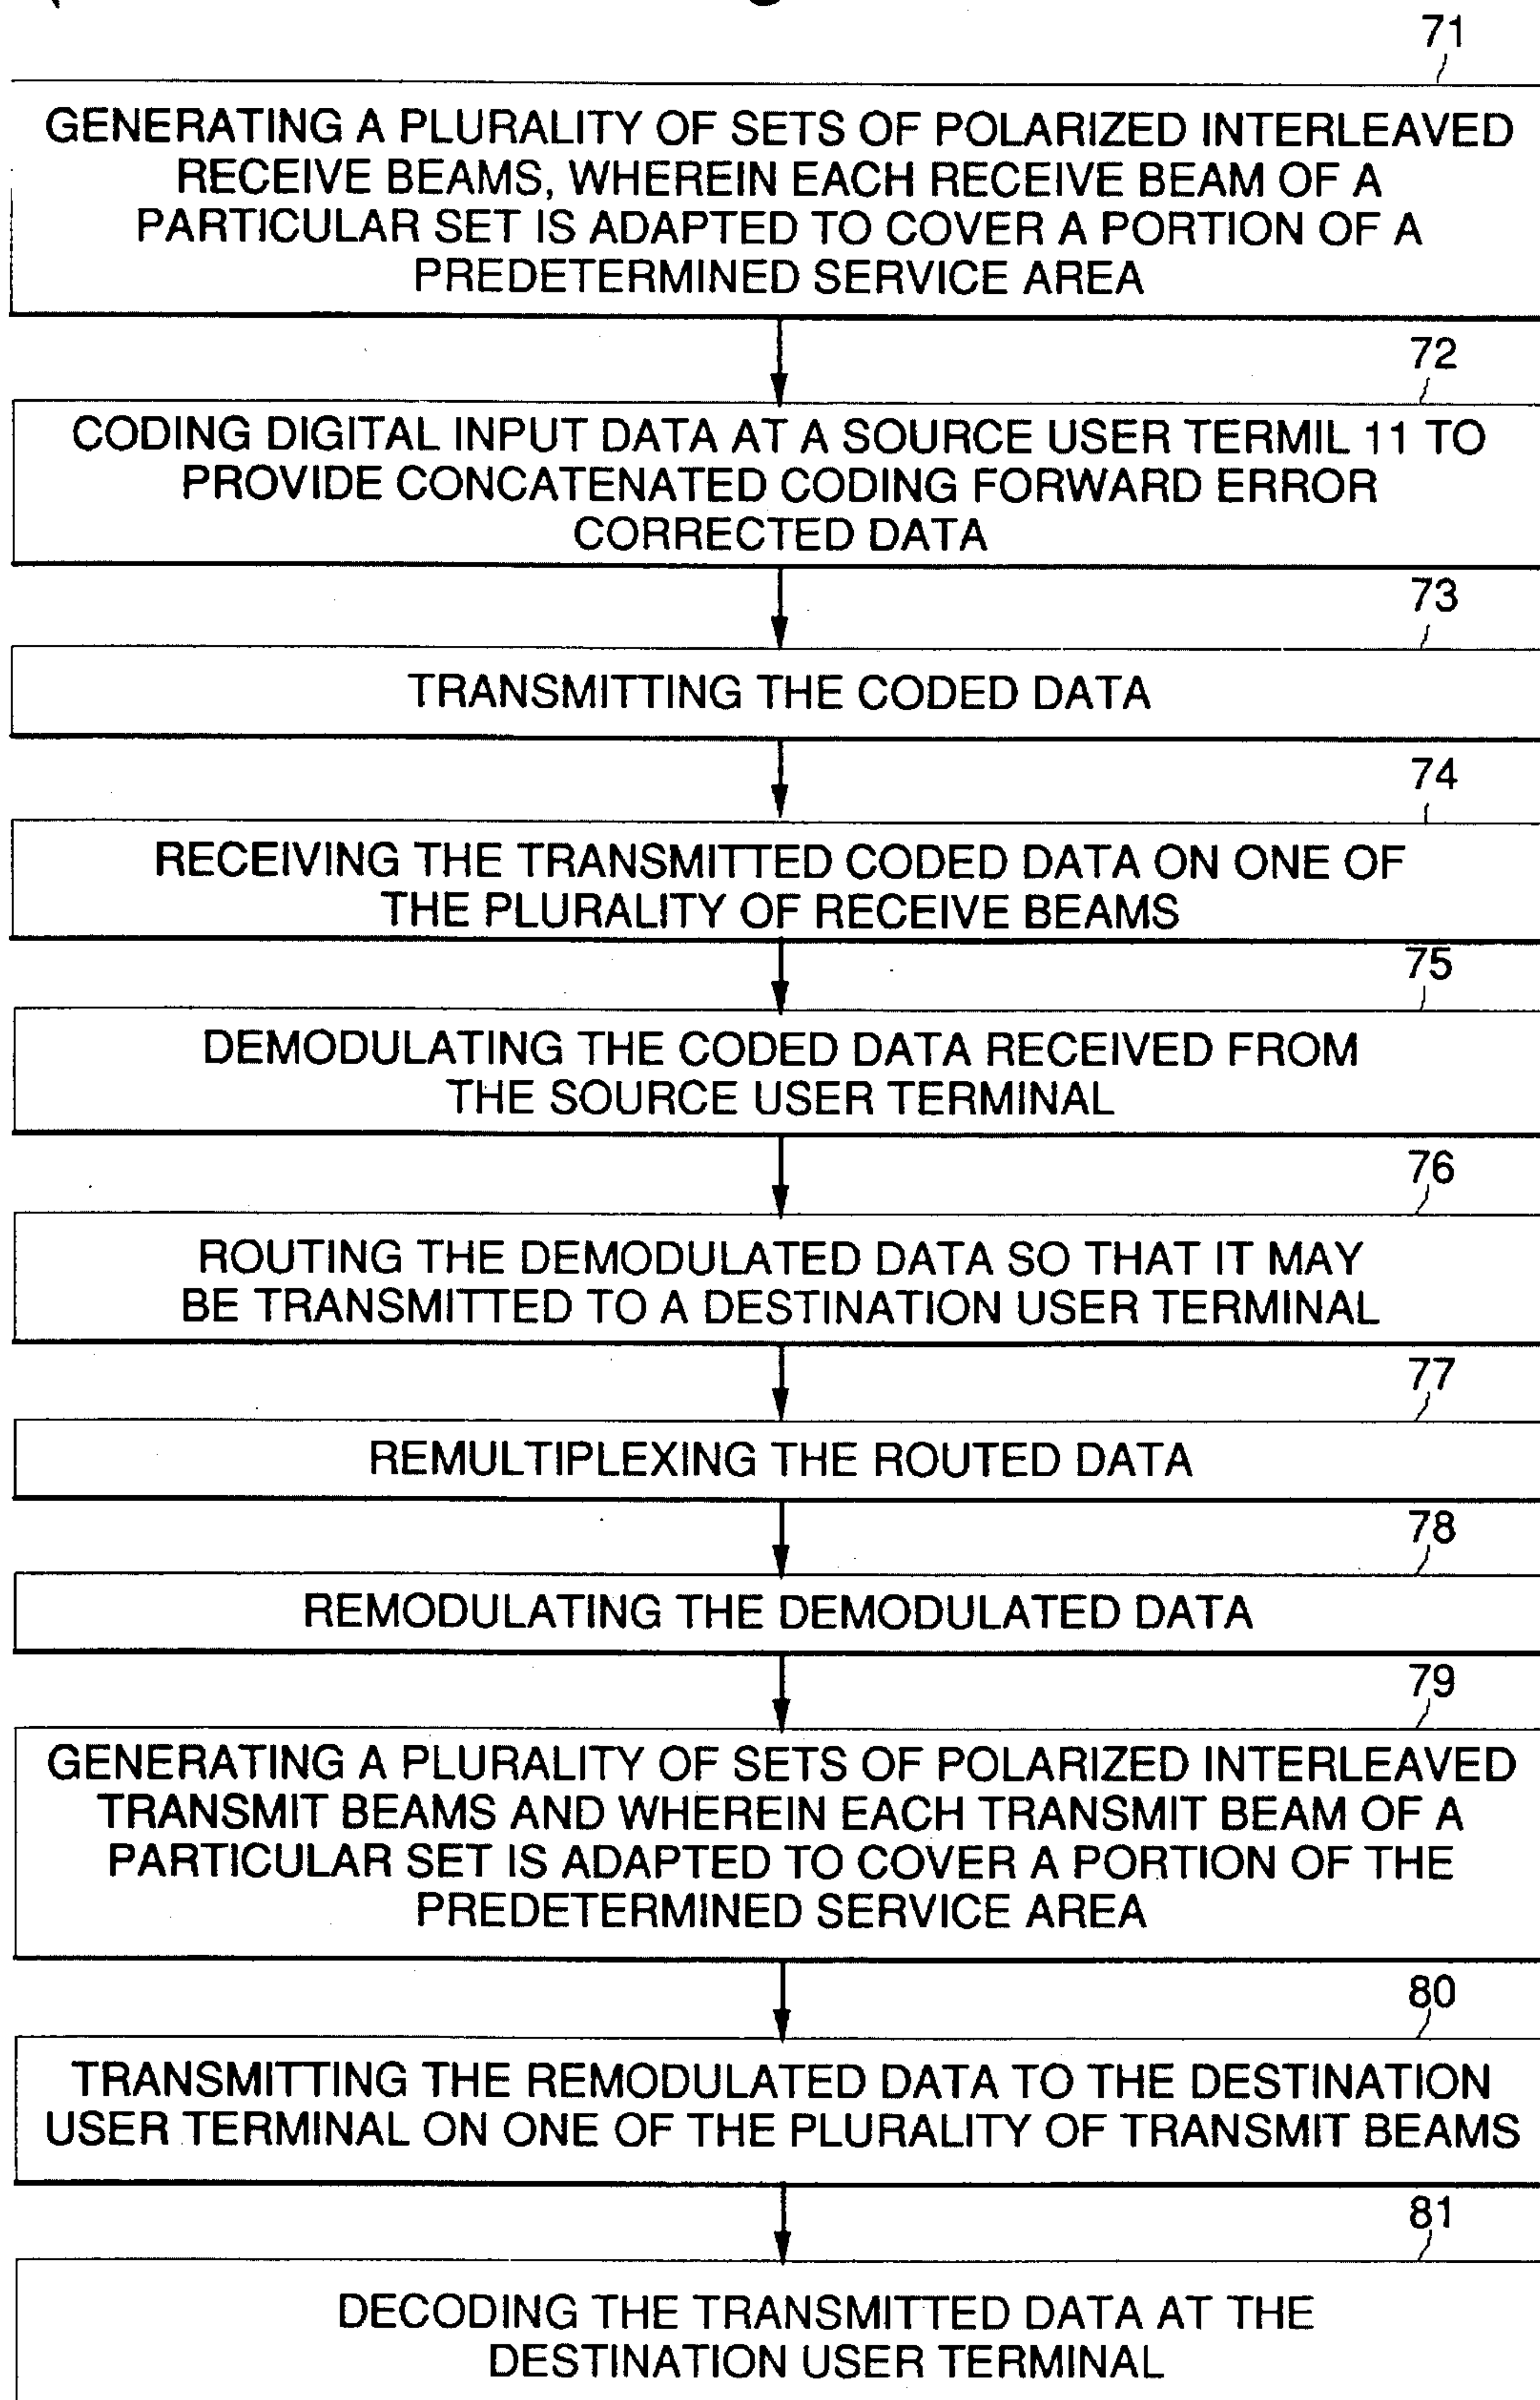 71
GENERATING A PLURALITY OF SETS OF POLARIZED INTERLEAVED
RECEIVE BEAMS, WHEREIN EACH RECEIVE BEAM OF A
PARTICULAR SET IS ADAPTED TO COVER A PORTION OF A
PREDETERMINED SERVICE AREA
72
CODING DIGITAL INPUT DATA AT A SOURCE USER TERMIL 11 TO
PROVIDE CONCATENATED CODING FORWARD ERROR
CORRECTED DATA
73
TRANSMITTING THE CODED DATA
74
RECEIVING THE TRANSMITTED CODED DATA ON ONE OF
THE PLURALITY OF RECEIVE BEAMS
75
DEMODULATING THE CODED DATA RECEIVED FROM
THE SOURCE USER TERMINAL
76
ROUTING THE DEMODULATED DATA SO THAT IT MAY
BE TRANSMITTED TO A DESTINATION USER TERMINAL
77
REMULTIPLEXING THE ROUTED DATA
78
REMODULATING THE DEMODULATED DATA
79
GENERATING A PLURALITY OF SETS OF POLARIZED INTERLEAVED
TRANSMIT BEAMS AND WHEREIN EACH TRANSMIT BEAM OF A
PARTICULAR SET IS ADAPTED TO COVER A PORTION OF THE
PREDETERMINED SERVICE AREA
80
TRANSMITTING THE REMODULATED DATA TO THE DESTINATION
USER TERMINAL ON ONE OF THE PLURALITY OF TRANSMIT BEAMS
81
DECODING THE TRANSMITTED DATA AT THE
DESTINATION USER TERMINAL